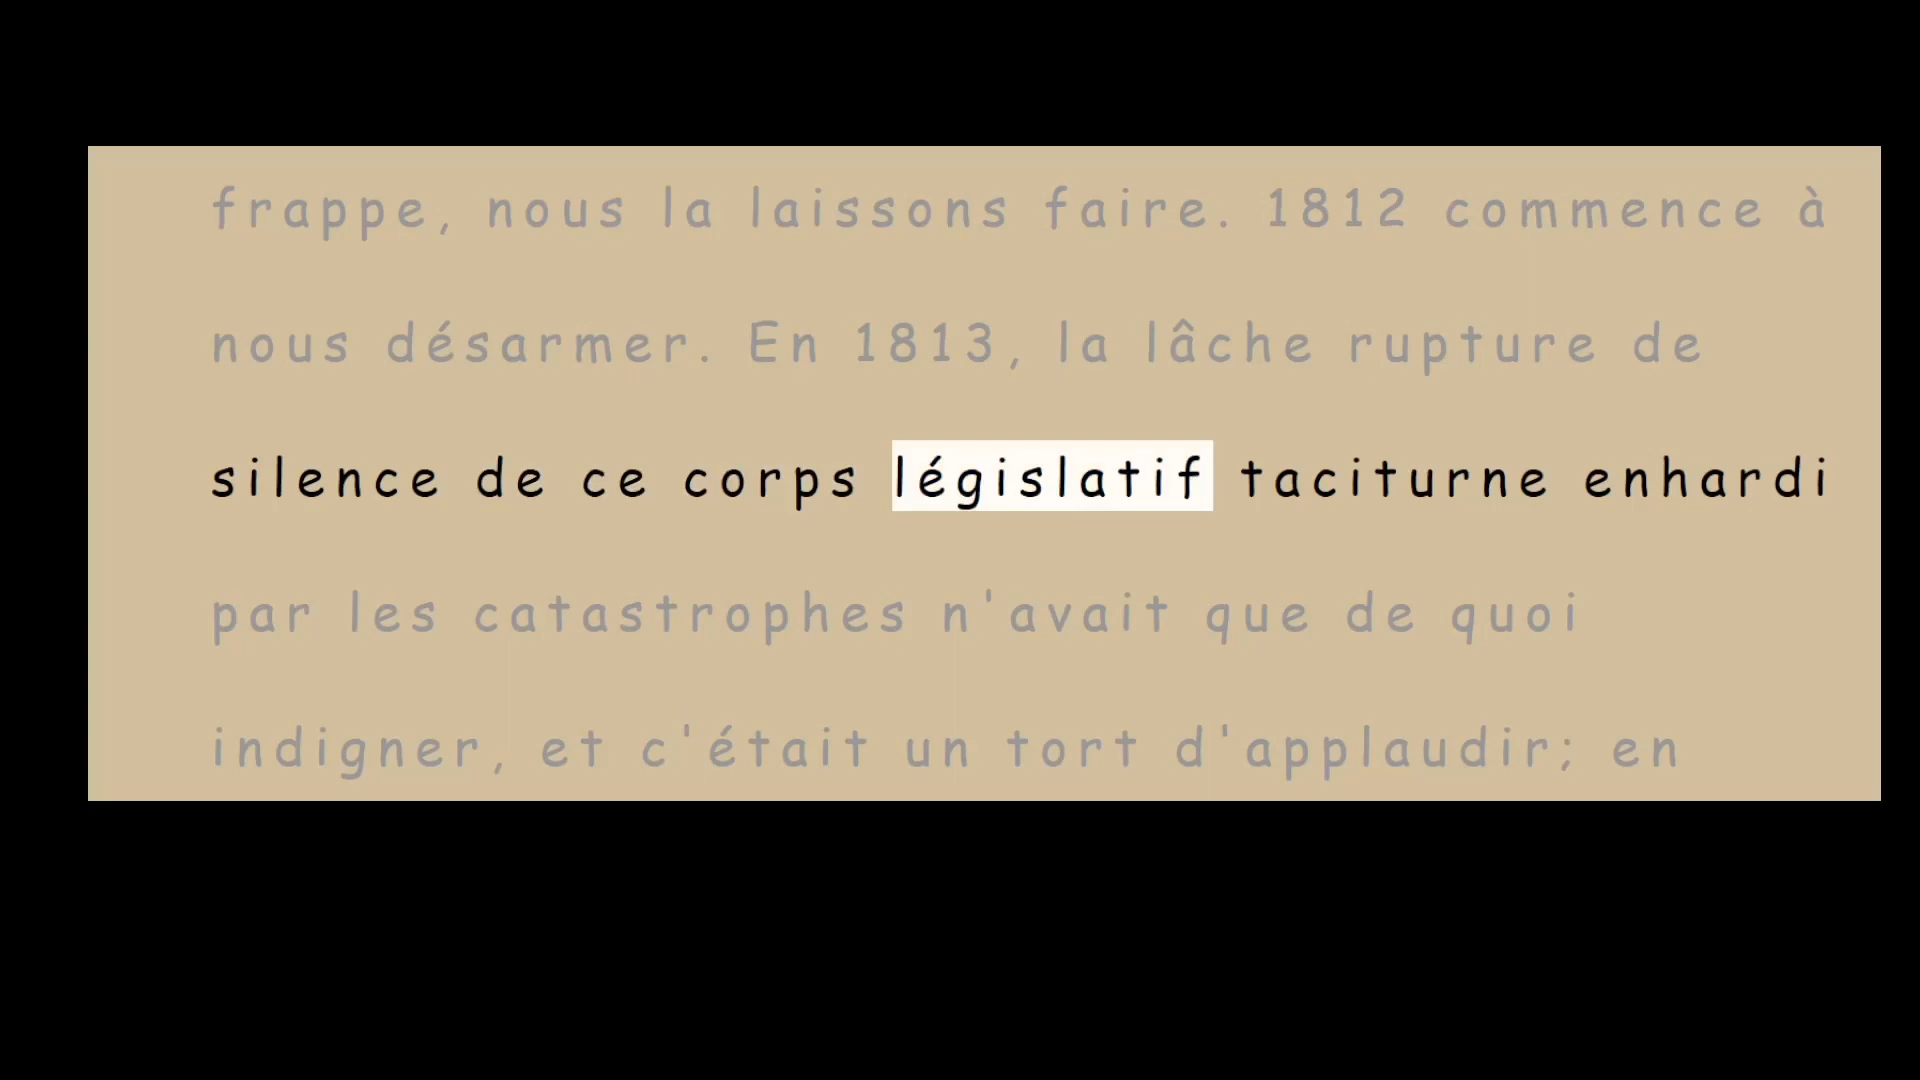 frappe, nous la laissons faire. 1812 commence à
nous désarmer. En 1813, la lâche rupture de
silence de ce corps législatif taciturne enhardi
par les catastrophes n'avait que de quoi
indigner, et c'était un tort d'applaudir; en